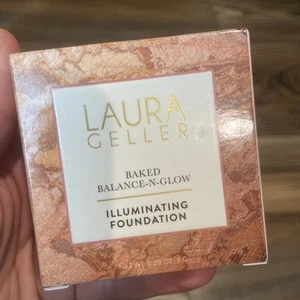 LAURA
GELLER
BAKED
BALANCE-N-GLOW
ILLUMINATING
FOUNDATION